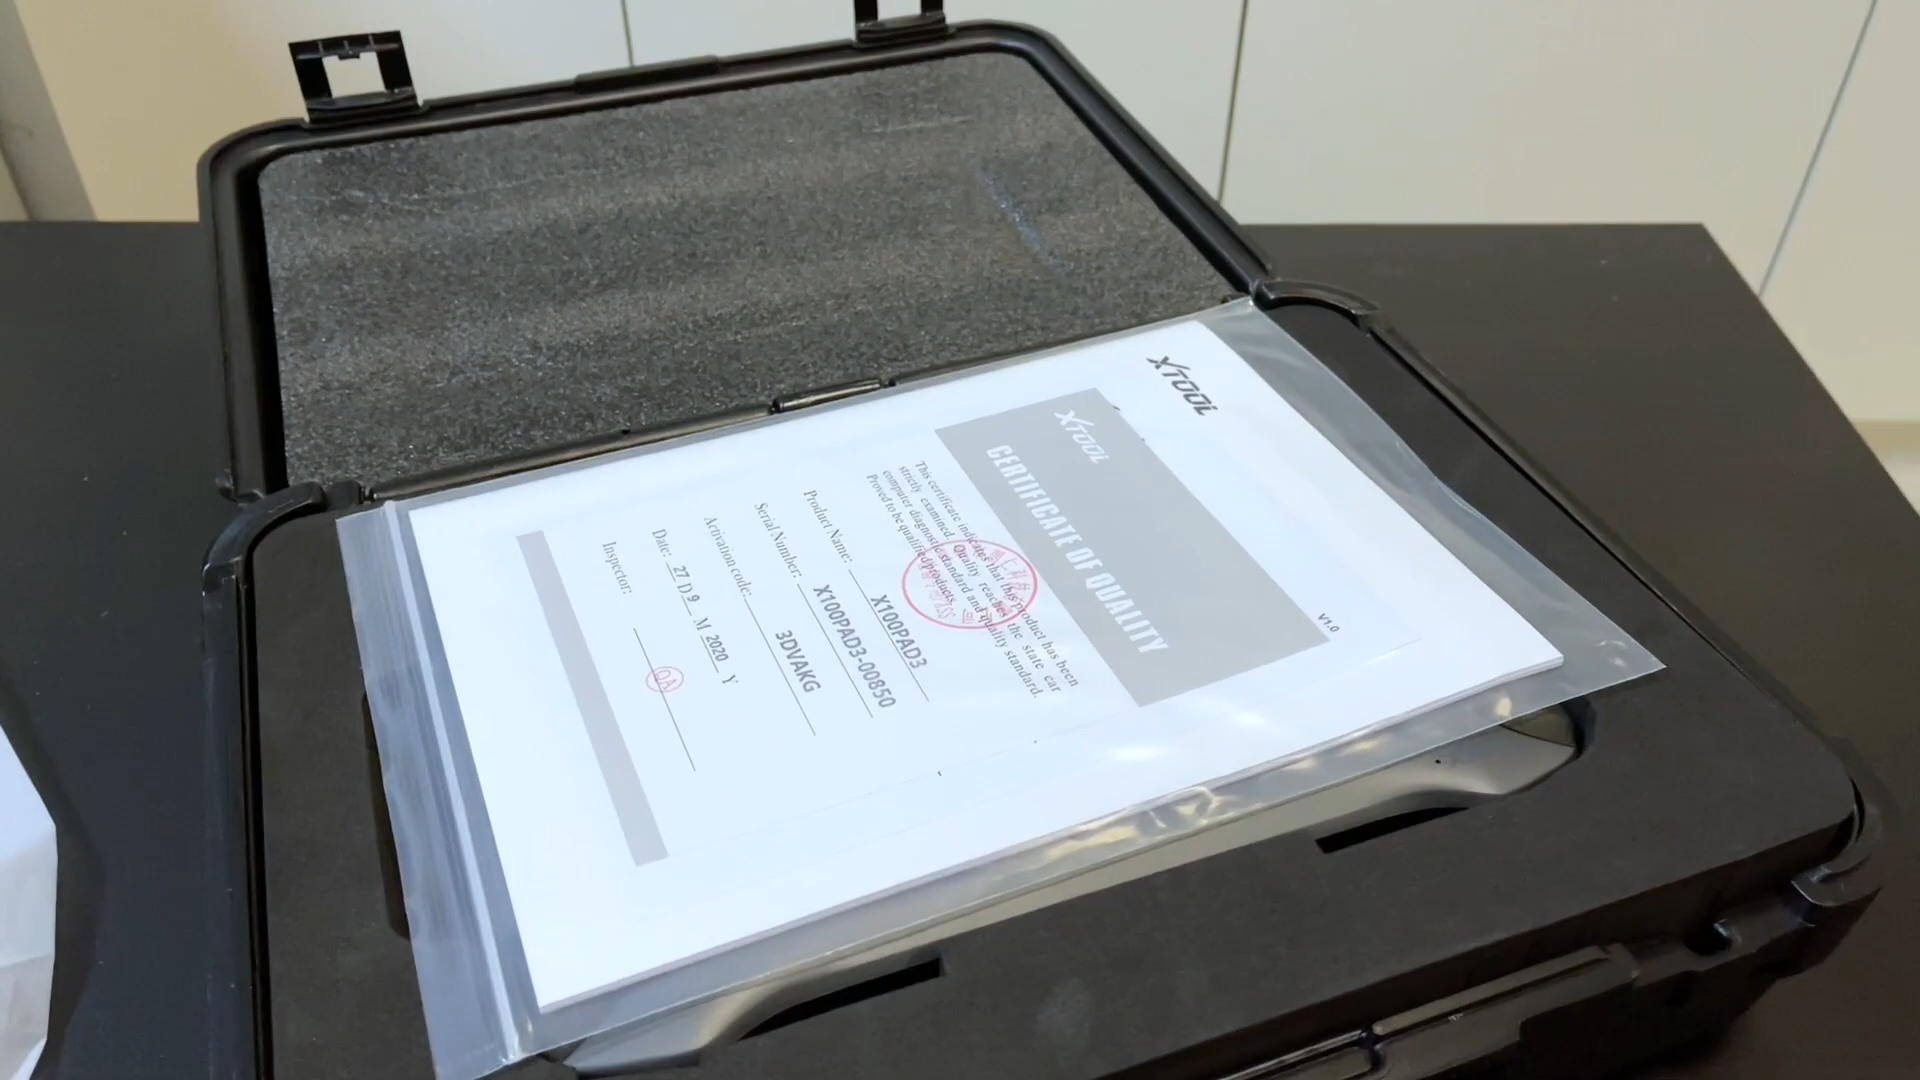 XTOOL
XTOOL
CERTIFICATE OF QUALITY
This certificate indicates that this product has been
strictly examined. Quality reaches the state car
computer diagnostic standard and quality standard.
Proved to be qualified products.
Product Name: X100PAD3
Serial Number: X100PAD3-00850
Activation code: 3DVAKG
Date: 27 D 9 M 2020 Y
Inspector:
QA
V1.0